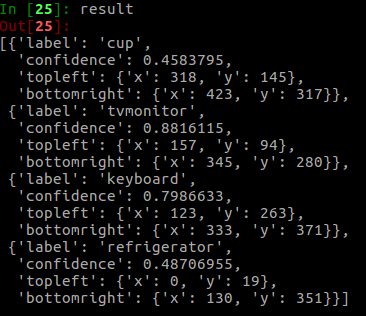 In [25]: result
Out[25]:
[{'label': 'cup',
'confidence': 0.4583795,
'topleft': {'x': 318, 'y': 145},
'bottomright': {'x': 423, 'y': 317}},
{'label': 'tvmonitor',
'confidence': 0.8816115,
'topleft': {'x': 157, 'y': 94},
'bottomright': {'x': 345, 'y': 280}},
{'label': 'keyboard',
'confidence': 0.7986633,
'topleft': {'x': 123, 'y': 263},
'bottomright': {'x': 333, 'y': 371}},
{'label': 'refrigerator',
'confidence': 0.48706955,
'topleft': {'x': 0, 'y': 19},
'bottomright': {'x': 130, 'y': 351}}]